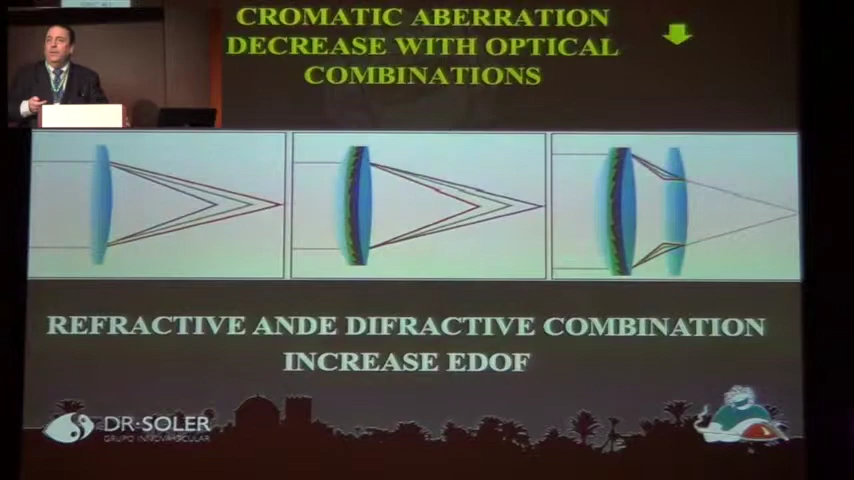 CROMATIC ABERRATION
DECREASE WITH OPTICAL
COMBINATIONS
REFRACTIVE ANDE DIFRACTIVE COMBINATION
INCREASE EDOF
DR·SOLER
GRUPO INNOVAOCULAR